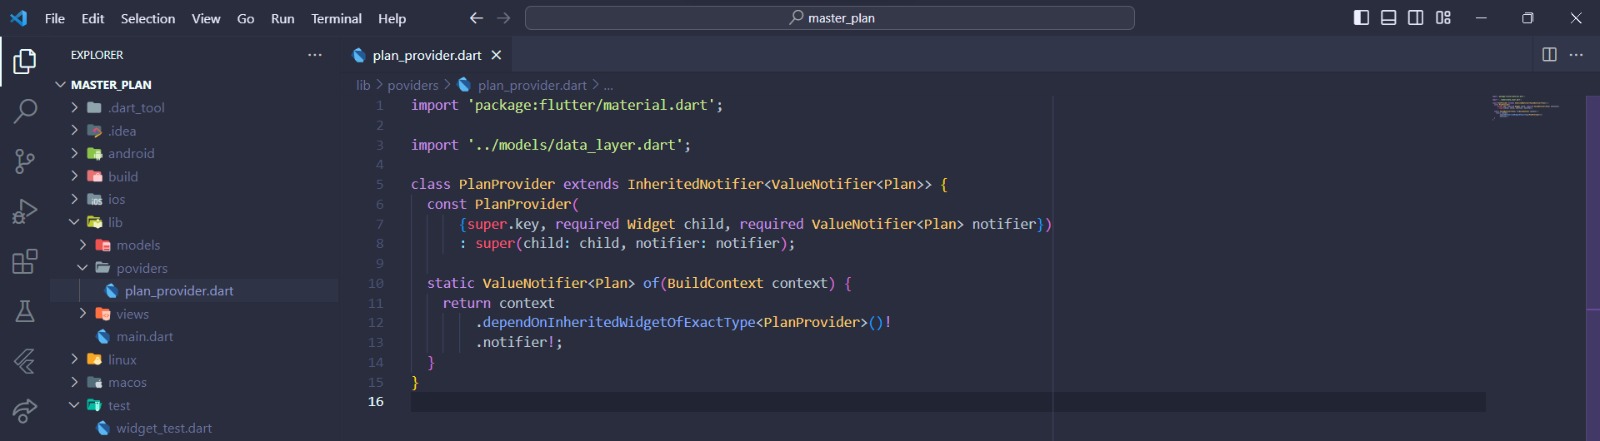 File Edit Selection View Go Run Terminal Help
master_plan
EXPLORER
MASTER_PLAN
.dart_tool
.idea
android
build
ios
lib
models
poviders
plan_provider.dart
views
main.dart
linux
macos
test
widget_test.dart
plan_provider.dart
lib > poviders > plan_provider.dart > ...
1 import 'package:flutter/material.dart';
2
3 import '../models/data_layer.dart';
4
5 class PlanProvider extends InheritedNotifier<ValueNotifier<Plan>> {
6 const PlanProvider(
7 {super.key, required Widget child, required ValueNotifier<Plan> notifier})
8 : super(child: child, notifier: notifier);
9
10 static ValueNotifier<Plan> of(BuildContext context) {
11 return context
12 .dependOnInheritedWidgetOfExactType<PlanProvider>()!
13 .notifier!;
14 }
15 }
16